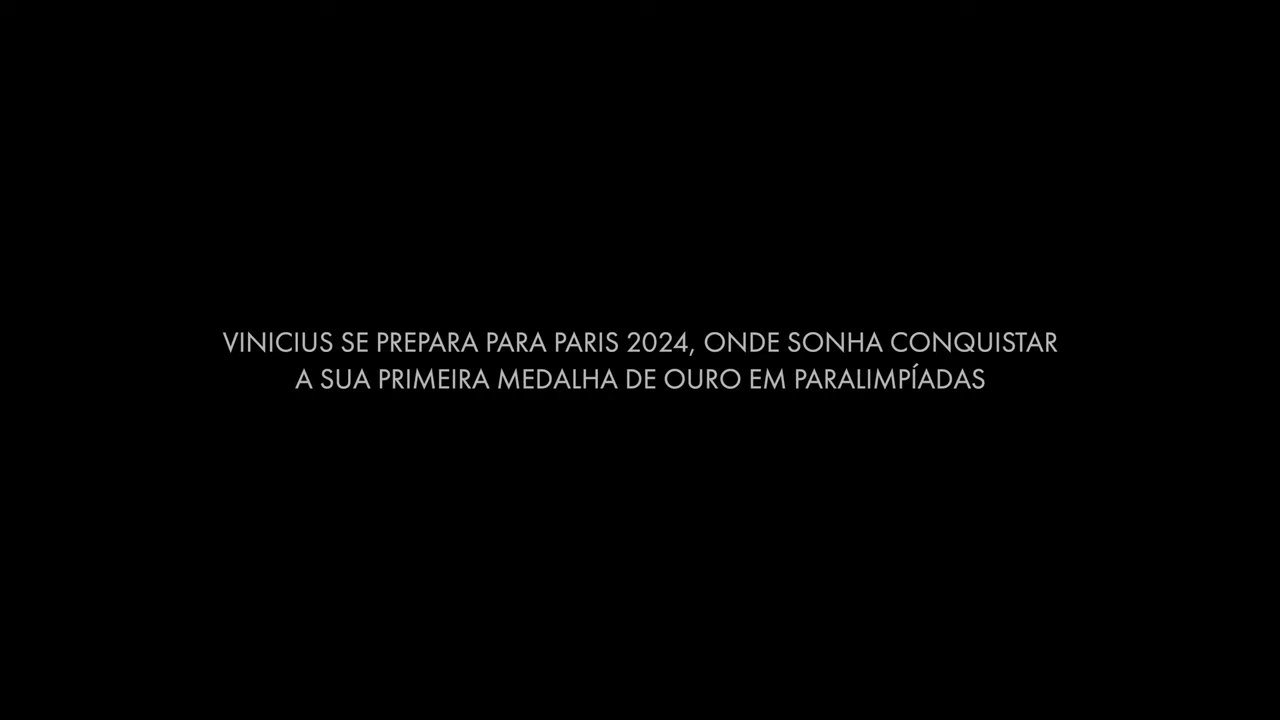 VINICIUS SE PREPARA PARA PARIS 2024, ONDE SONHA CONQUISTAR
A SUA PRIMEIRA MEDALHA DE OURO EM PARALIMPÍADAS